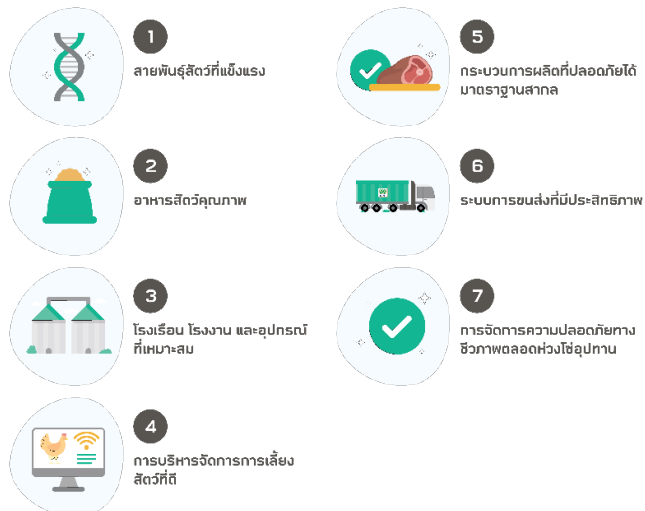 1
สายพันธุ์สัตว์ที่แข็งแรง
2
อาหารสัตว์คุณภาพ
3
โรงเรือน โรงงาน และอุปกรณ์
ที่เหมาะสม
4
การบริหารจัดการการเลี้ยง
สัตว์ที่ดี
5
กระบวนการผลิตที่ปลอดภัยได้
มาตราฐานสากล
6
ระบบการขนส่งที่มีประสิทธิภาพ
7
การจัดการความปลอดภัยทาง
ชีวภาพตลอดห่วงโซ่อุปทาน